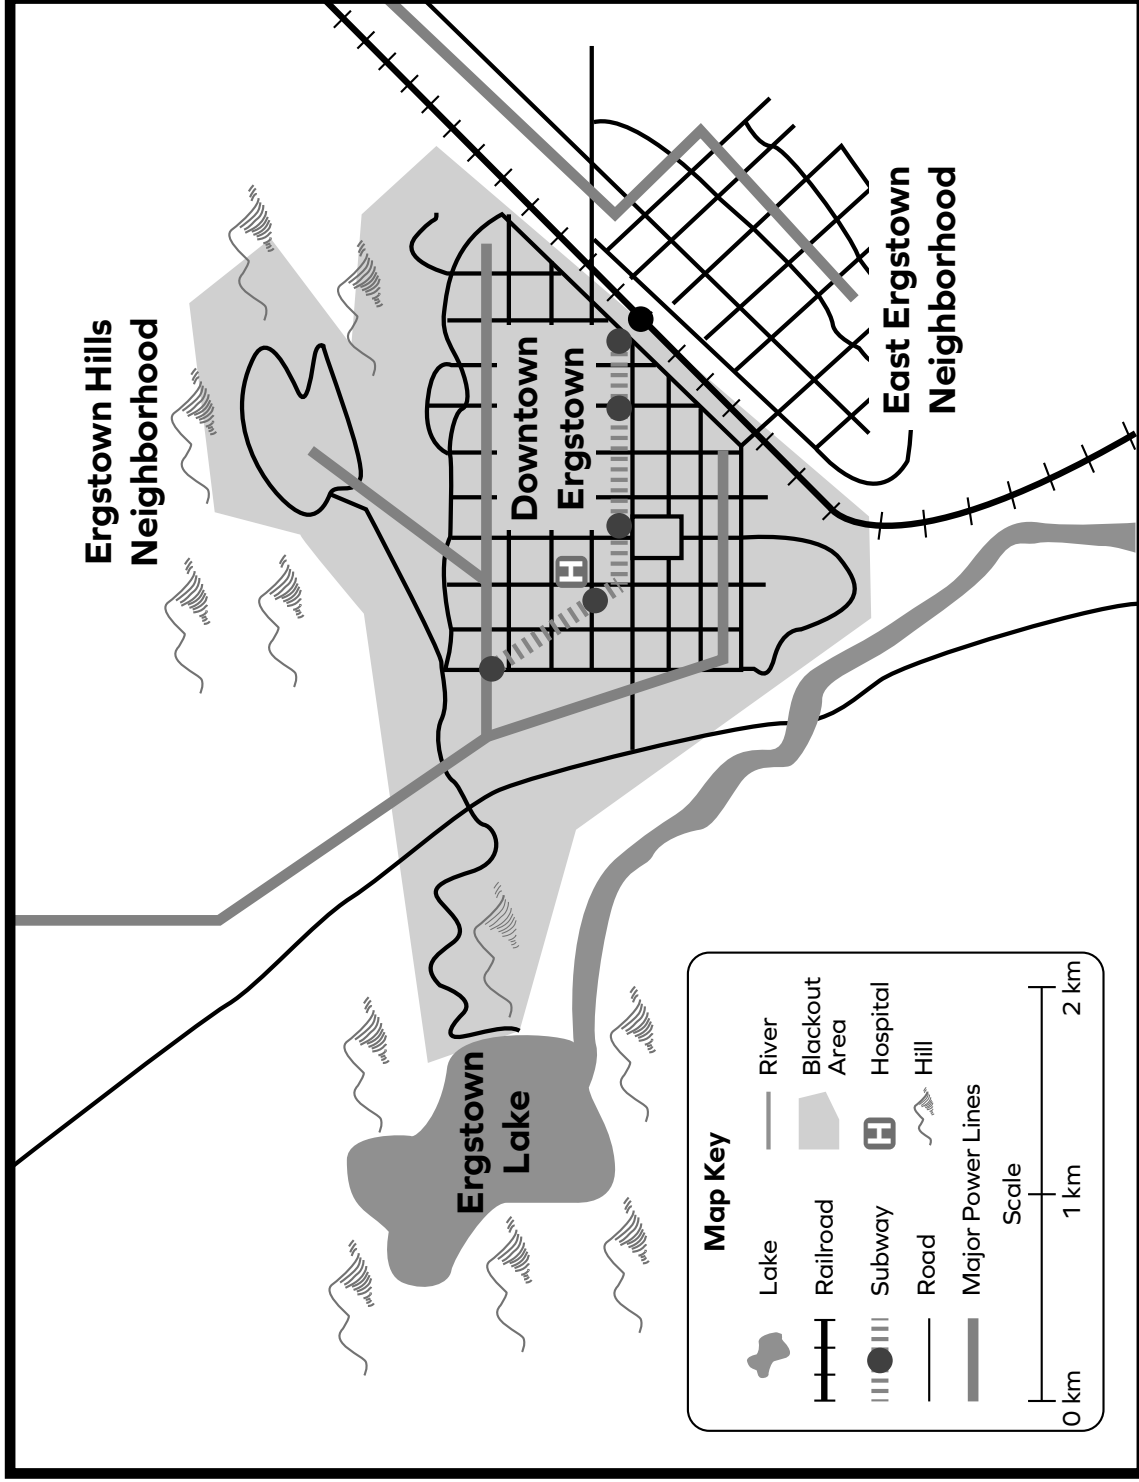 Ergstown Hills
Neighborhood
Downtown
Ergstown
H
East Ergstown
Neighborhood
Ergstown
Lake
Map Key
Lake
River
Railroad
Blackout
Area
Subway
H
Hospital
Road
Hill
Major Power Lines
Scale
0 km
1 km
2 km